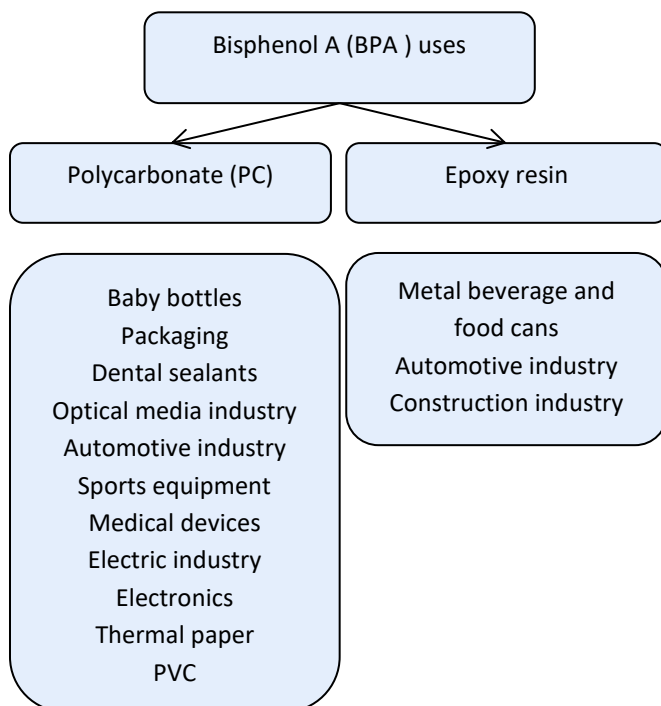 Bisphenol A (BPA ) uses
Polycarbonate (PC)
Epoxy resin
Baby bottles
Packaging
Dental sealants
Optical media industry
Automotive industry
Sports equipment
Medical devices
Electric industry
Electronics
Thermal paper
PVC
Metal beverage and
food cans
Automotive industry
Construction industry